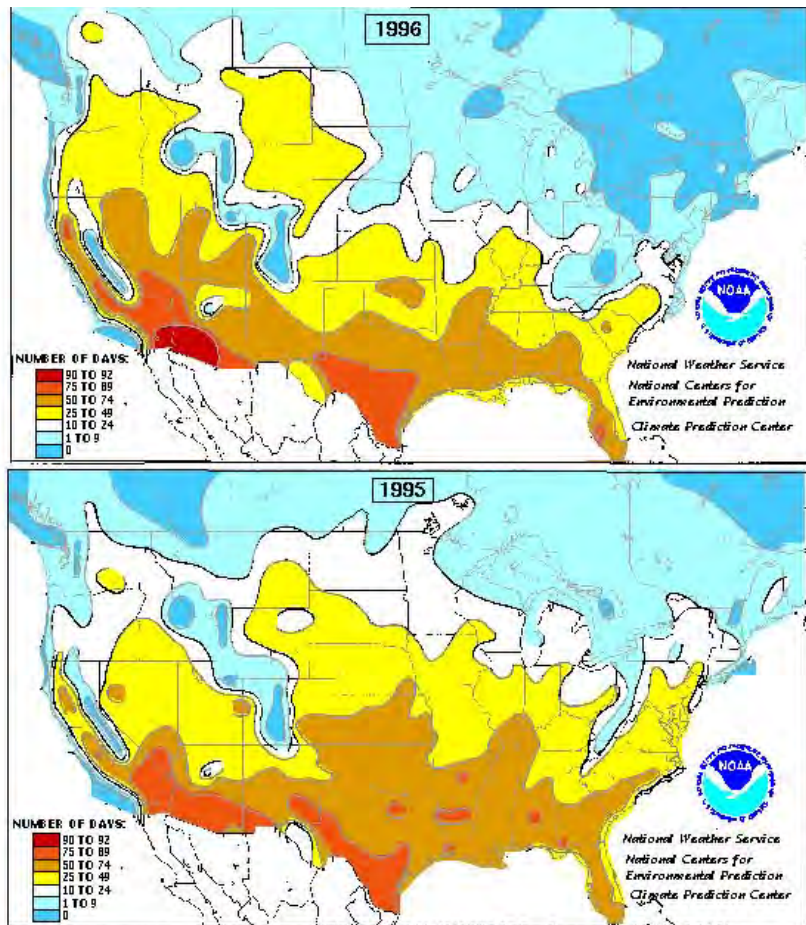 1996
NOAA
NUMBER OF DAYS:
90 TO 92
75 TO 89
50 TO 74
25 TO 49
10 TO 24
1 TO 9
0
National Weather Service
National Centers for
Environmental Prediction
Climate Prediction Center
1995
NOAA
NUMBER OF DAYS:
90 TO 92
75 TO 89
50 TO 74
25 TO 49
10 TO 24
1 TO 9
0
National Weather Service
National Centers for
Environmental Prediction
Climate Prediction Center